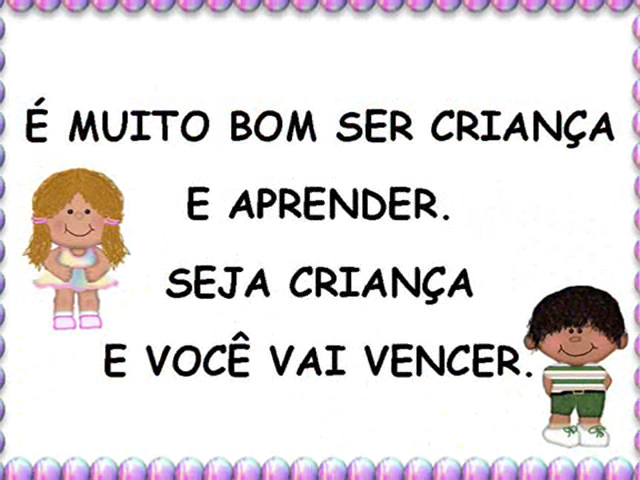 É MUITO BOM SER CRIANÇA
E APRENDER.
SEJA CRIANÇA
E VOCÊ VAI VENCER.